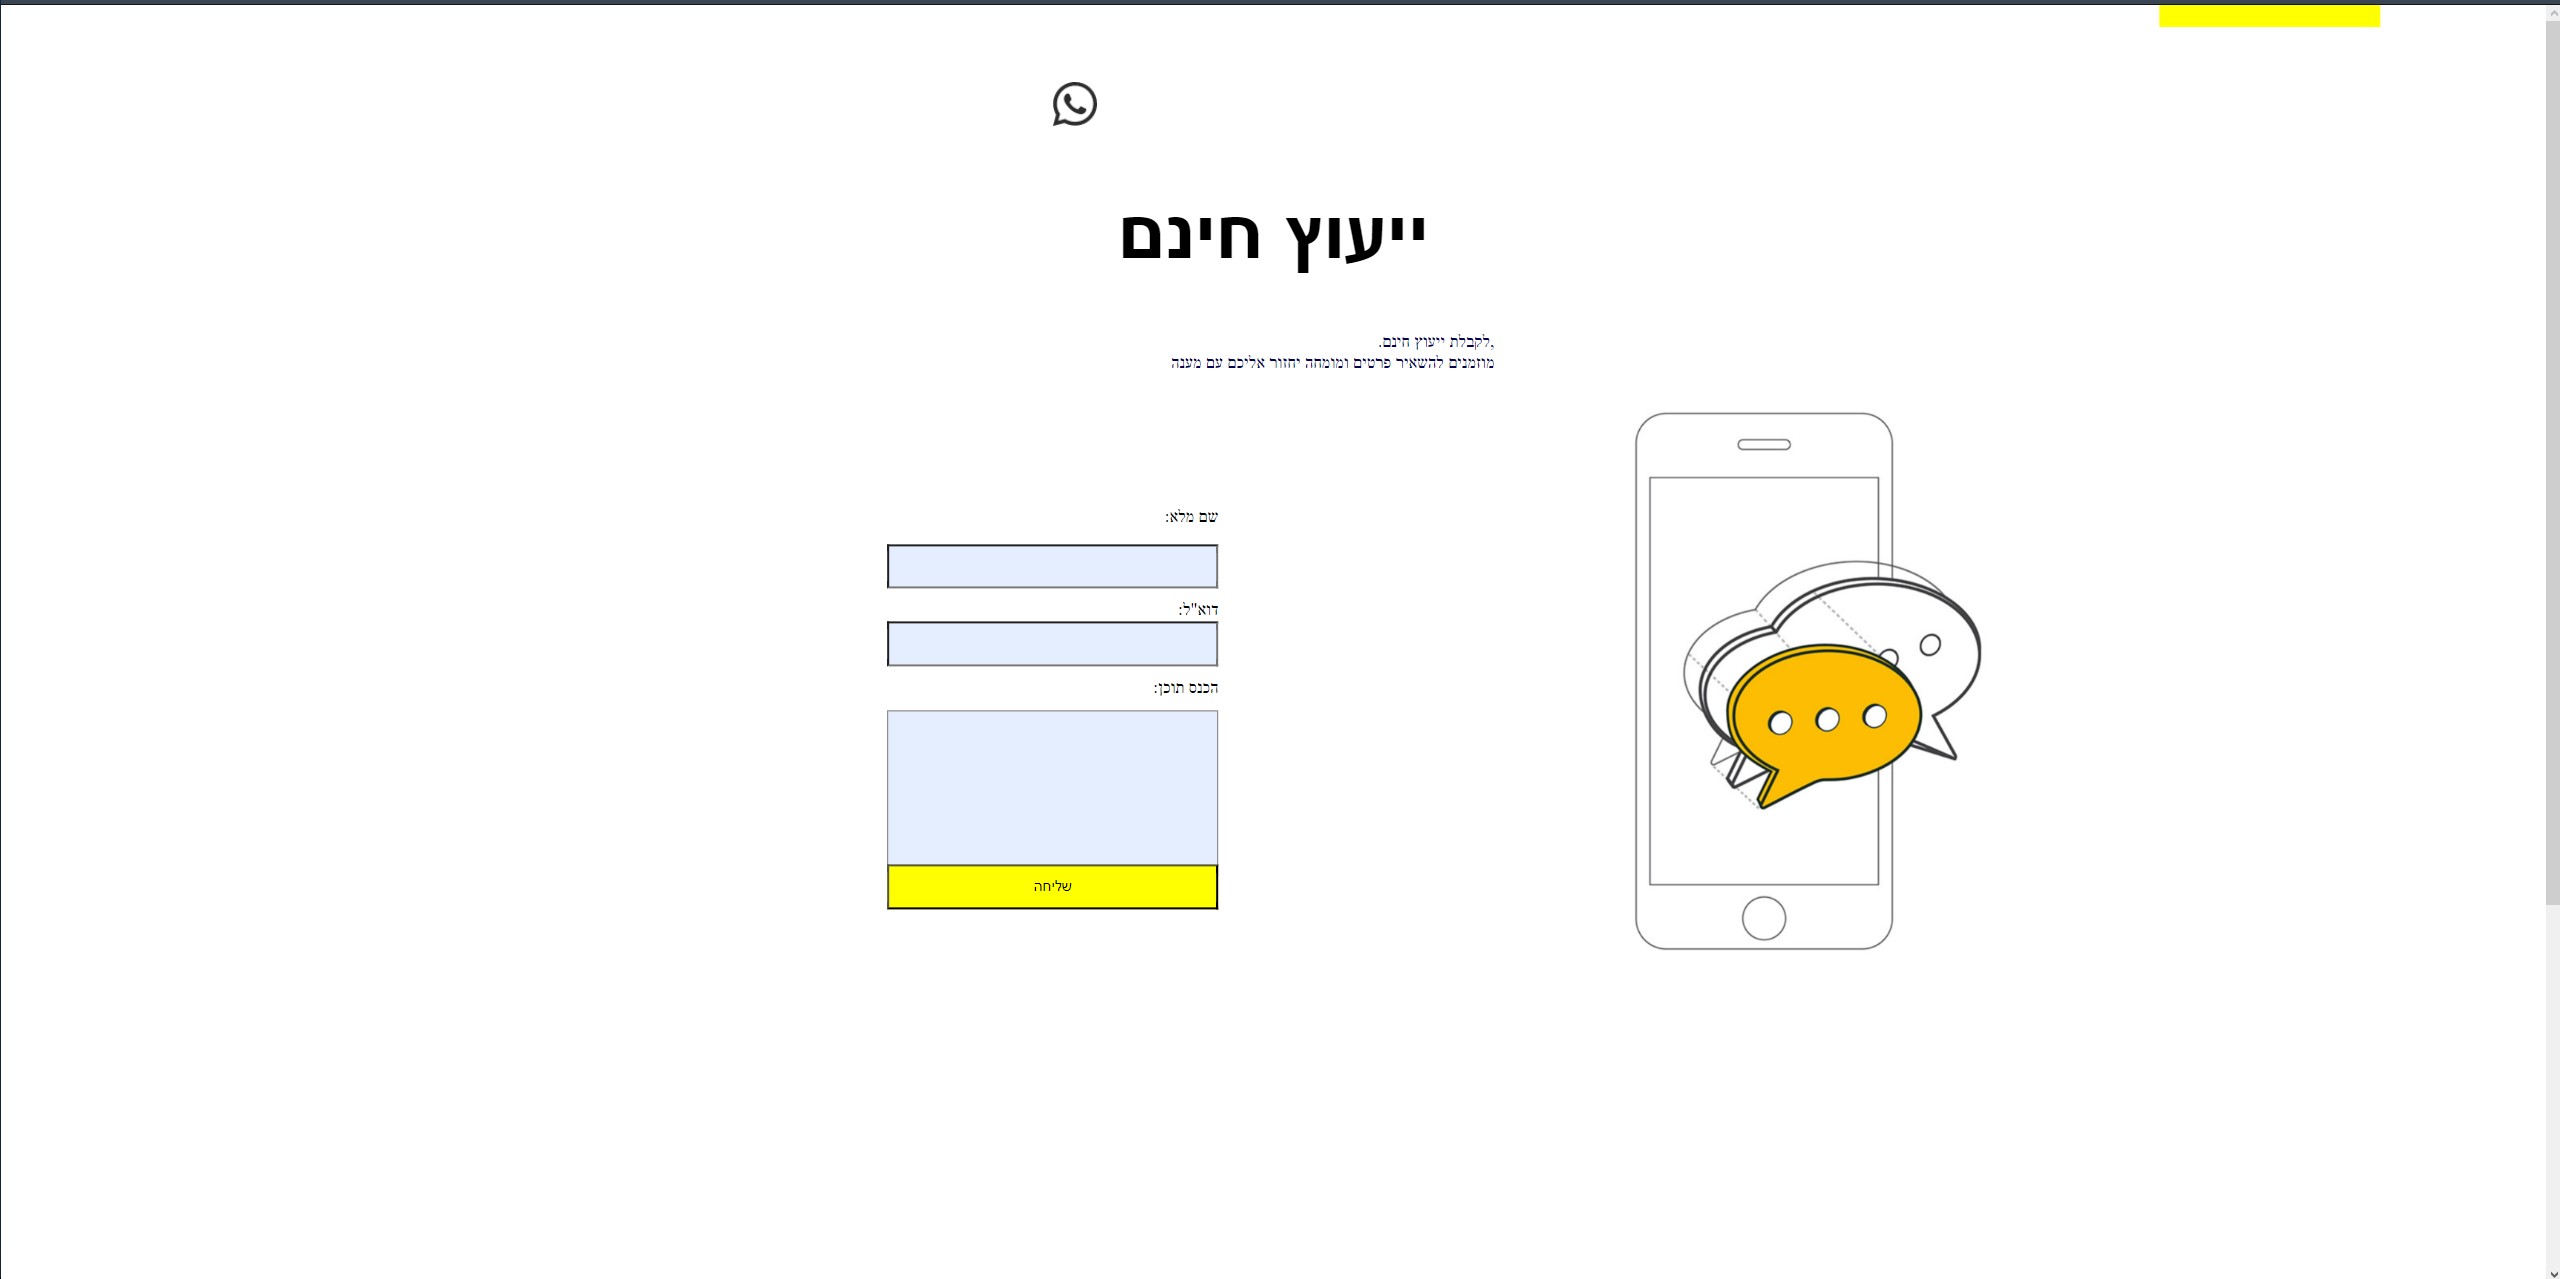 ייעוץ חינם
,לקבלת ייעוץ חינם.
מוזמנים להשאיר פרטים ומומחה יחזור אליכם עם מענה
שם מלא:
דוא"ל:
הכנס תוכן:
שליחה